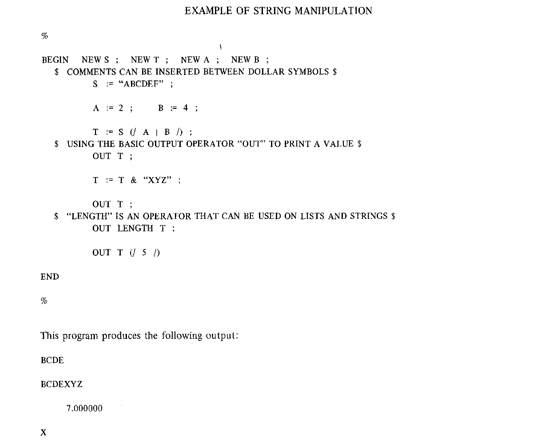 EXAMPLE OF STRING MANIPULATION
%
BEGIN NEW S ; NEW T ; NEW A ; NEW B ;
$ COMMENTS CAN BE INSERTED BETWEEN DOLLAR SYMBOLS $
S := “ABCDEF” ;
A := 2 ; B := 4 ;
T := S (/ A | B /) ;
$ USING THE BASIC OUTPUT OPERATOR “OUT” TO PRINT A VALUE $
OUT T ;
T := T & “XYZ” ;
OUT T ;
$ “LENGTH” IS AN OPERATOR THAT CAN BE USED ON LISTS AND STRINGS $
OUT LENGTH T ;
OUT T (/ 5 /)
END
%
This program produces the following output:
BCDE
BCDEXYZ
7.000000
X